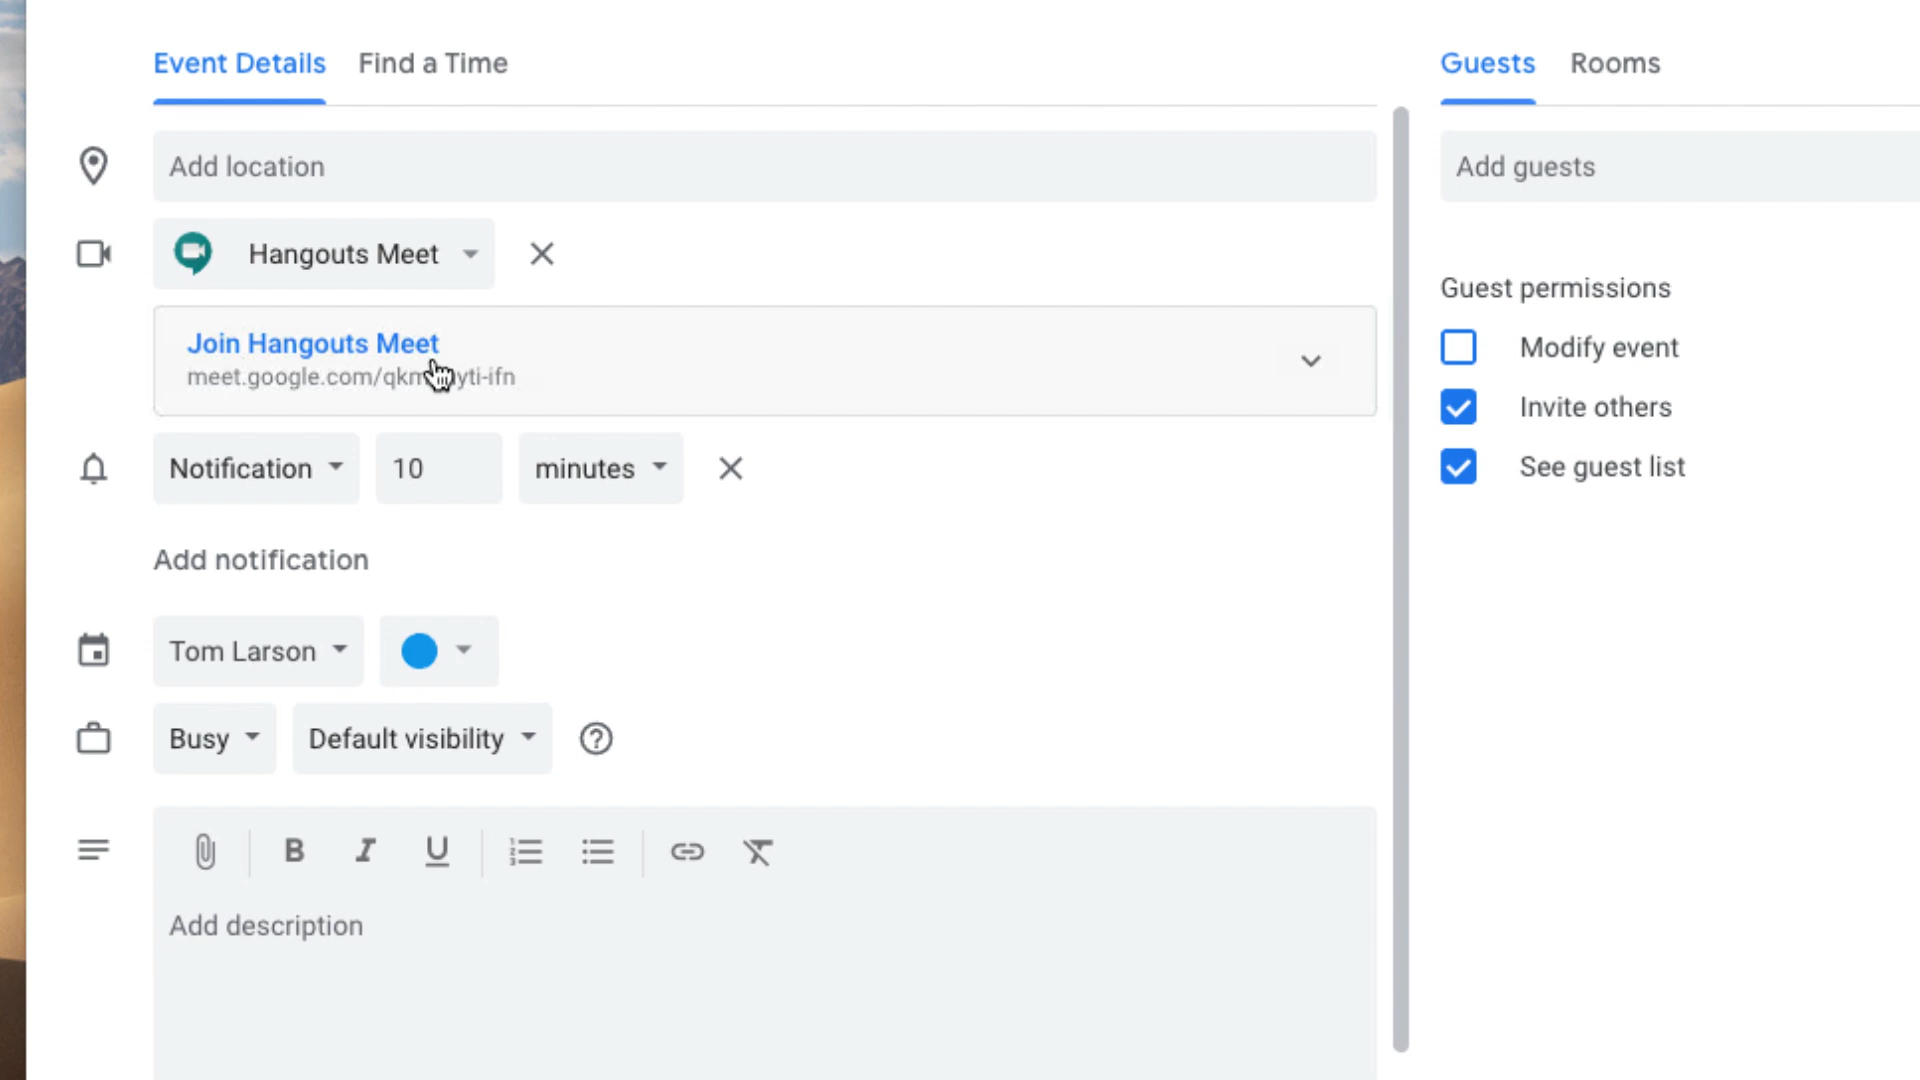 Event Details Find a Time
Add location
Hangouts Meet
Join Hangouts Meet
meet.google.com/ yti-ifn
Notification 10 minutes
Add notification
Tom Larson
Busy Default visibility
B I U
Add description
Guests Rooms
Add guests
Guest permissions
Modify event
Invite others
See guest list